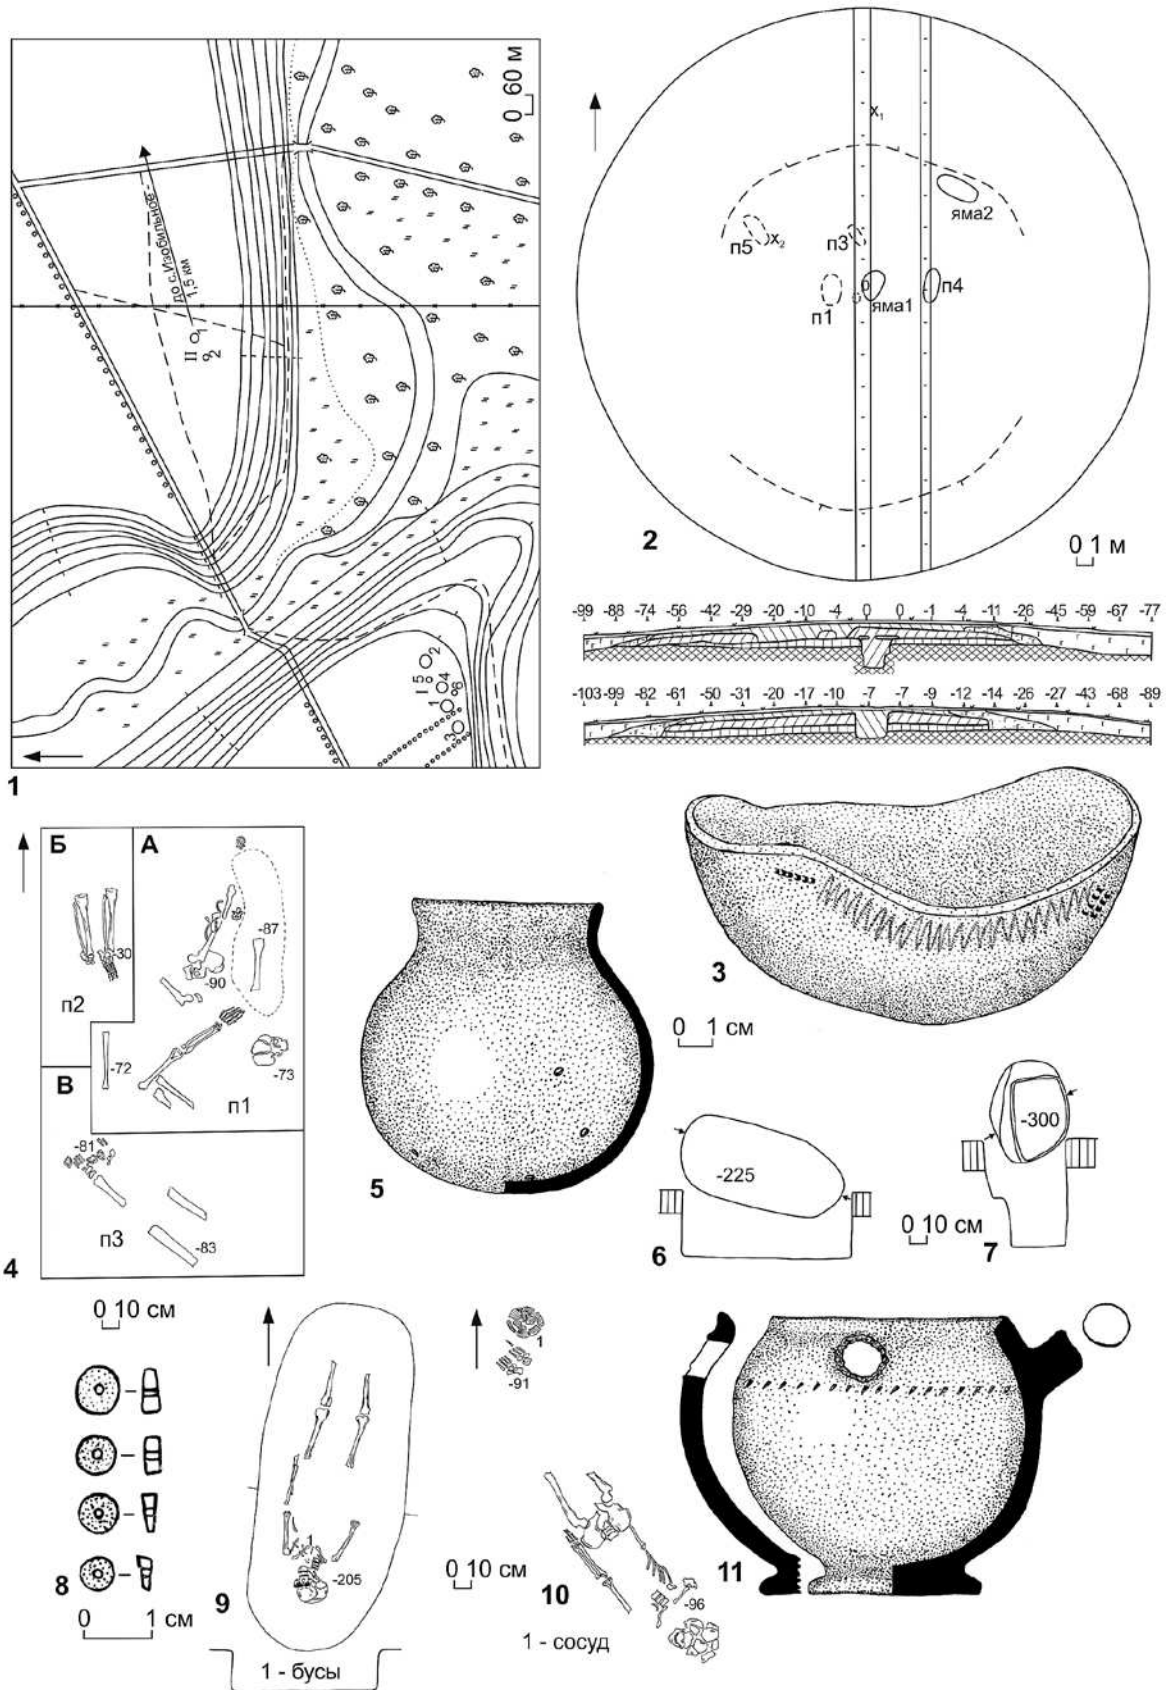 0 60 м
До с.Изобильное
1,5 км
II
1
2
I 5 2
1 4 6
3
1
x₁
яма2
п5
x₂
п3
п1
0
яма1
п4
2
0 1 м
-99 -88 -74 -56 -42 -29 -20 -10 -4 0 0 -1 -4 -11 -26 -45 -59 -67 -77
-103 -99 -82 -61 -50 -31 -20 -17 -10 -7 -7 -9 -12 -14 -26 -27 -43 -68 -89
3
Б
А
-87
-30
-90
п2
-72
-73
В
п1
-81
п3
-83
4
0 1 см
5
-225
6
0 10 см
-300
7
0 10 см
8
0 1 см
1
-205
9
1 - бусы
1
-91
0 10 см
10
-96
1 - сосуд
11